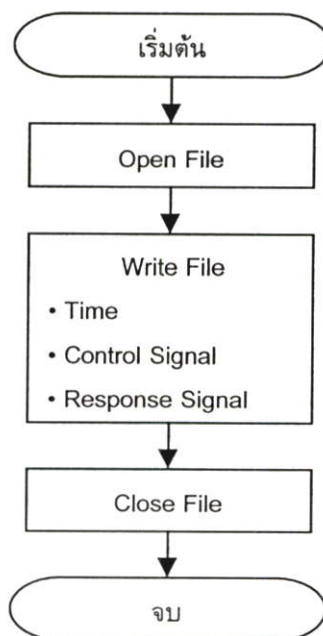 เริ่มต้น
Open File
Write File
• Time
• Control Signal
• Response Signal
Close File
จบ